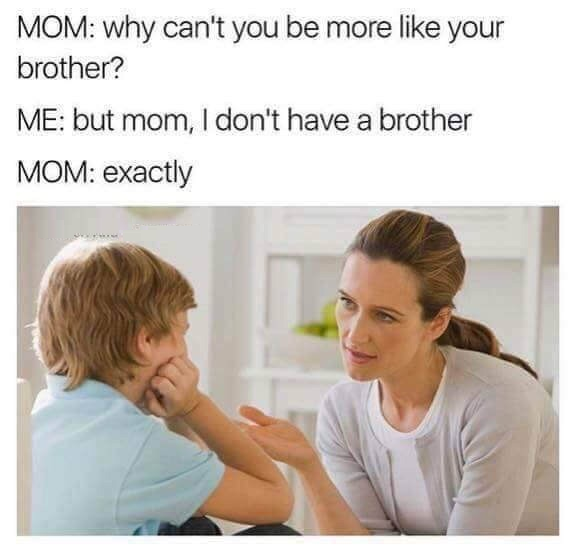 MOM: why can't you be more like your
brother?
ME: but mom, I don't have a brother
MOM: exactly